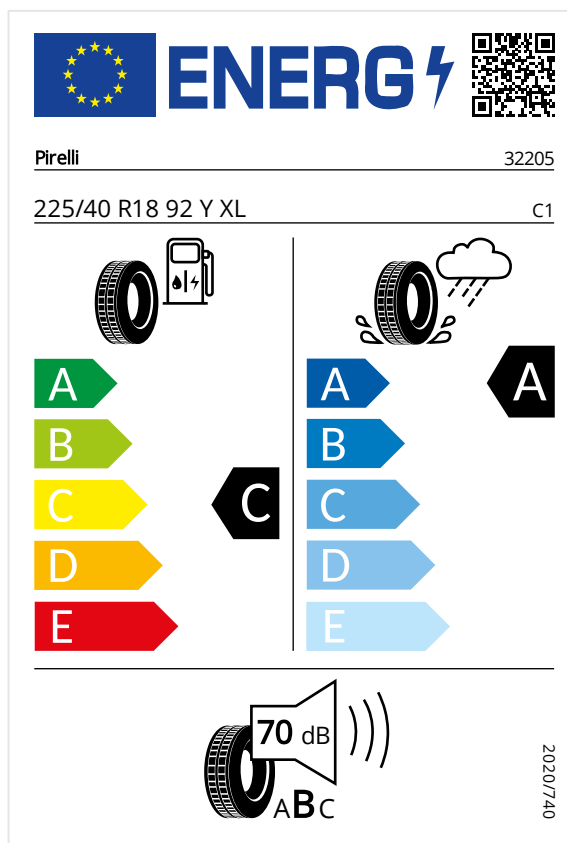 ENERG
Pirelli
32205
225/40 R18 92 Y XL
C1
A
B
C
D
E
C
A
B
C
D
E
A
70 dB
ABC
2020/740